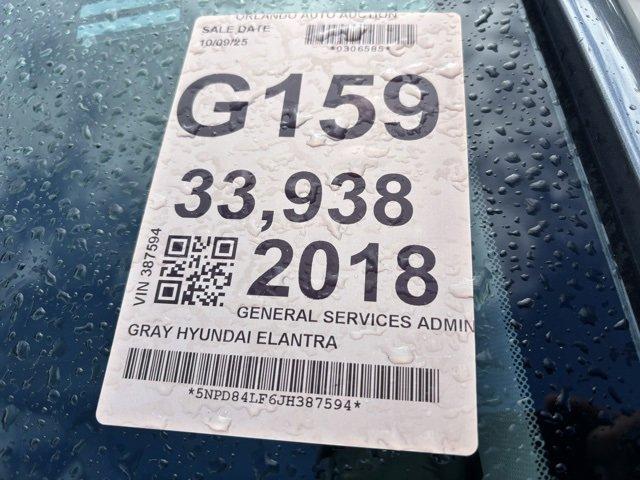 ORLANDO AUTO AUCTION
SALE DATE
10/09/25
*0306585*
G159
33,938
2018
VIN 387594
GENERAL SERVICES ADMIN
GRAY HYUNDAI ELANTRA
*5NPD84LF6JH387594*